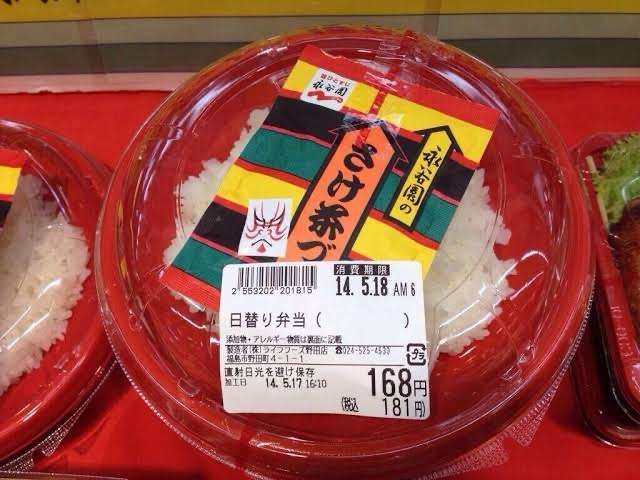 永谷園
永谷園の
さけ茶づ
2 553202 201815
消費期限
14. 5.18 AM 6
日替り弁当 (　　　　)
添加物・アレルギー物質は裏面に記載
製造者(株)ライフフーズ野田店 ☎024-525-4533
福島市野田町4-1-1
プラ
直射日光を避け保存
加工日 14. 5.17 16:10
168円
(税込 181円)